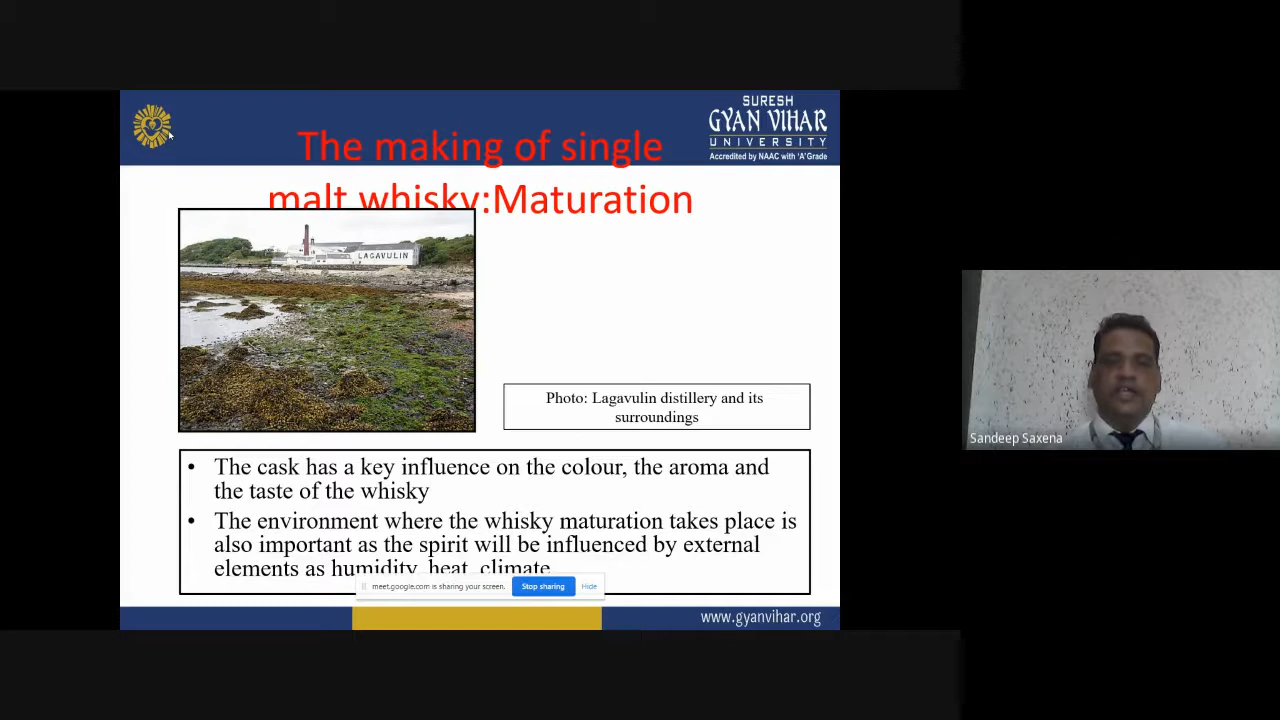 SURESH
GYAN VIHAR
UNIVERSITY
Accredited by NAAC with 'A' Grade
The making of single
malt whisky:Maturation
LAGAVULIN
Photo: Lagavulin distillery and its
surroundings
• The cask has a key influence on the colour, the aroma and
the taste of the whisky
• The environment where the whisky maturation takes place is
also important as the spirit will be influenced by external
elements as humidity, heat, climate
meet.google.com is sharing your screen. Stop sharing Hide
www.gyanvihar.org
Sandeep Saxena